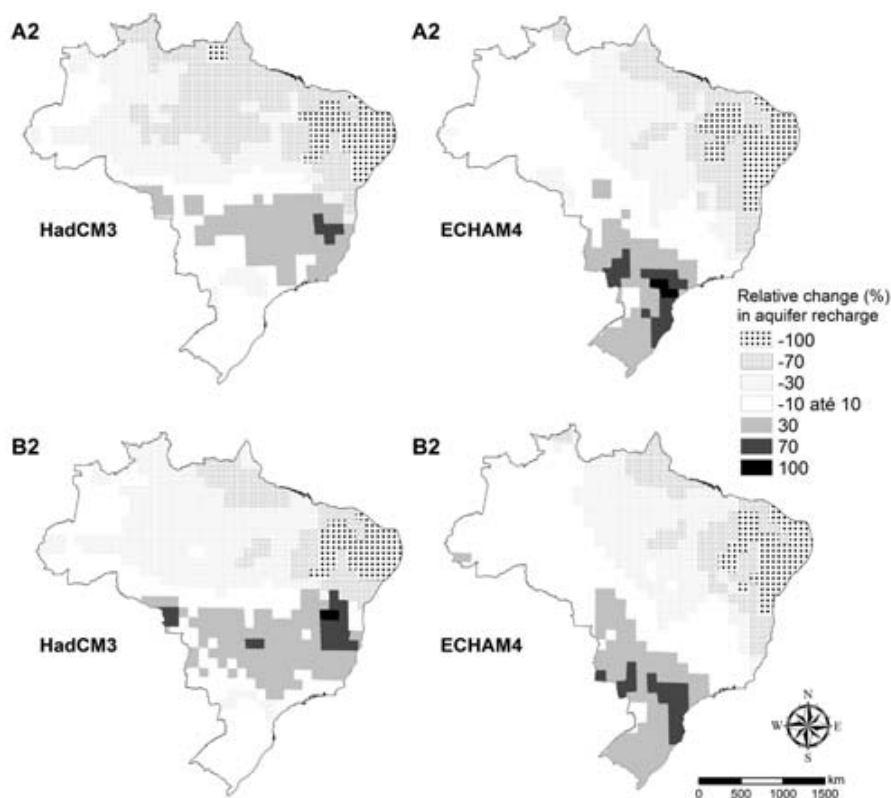 A2
HadCM3
A2
ECHAM4
Relative change (%)
in aquifer recharge
-100
-70
-30
-10 até 10
30
70
100
B2
HadCM3
B2
ECHAM4
N
W
E
S
km
0 500 1000 1500